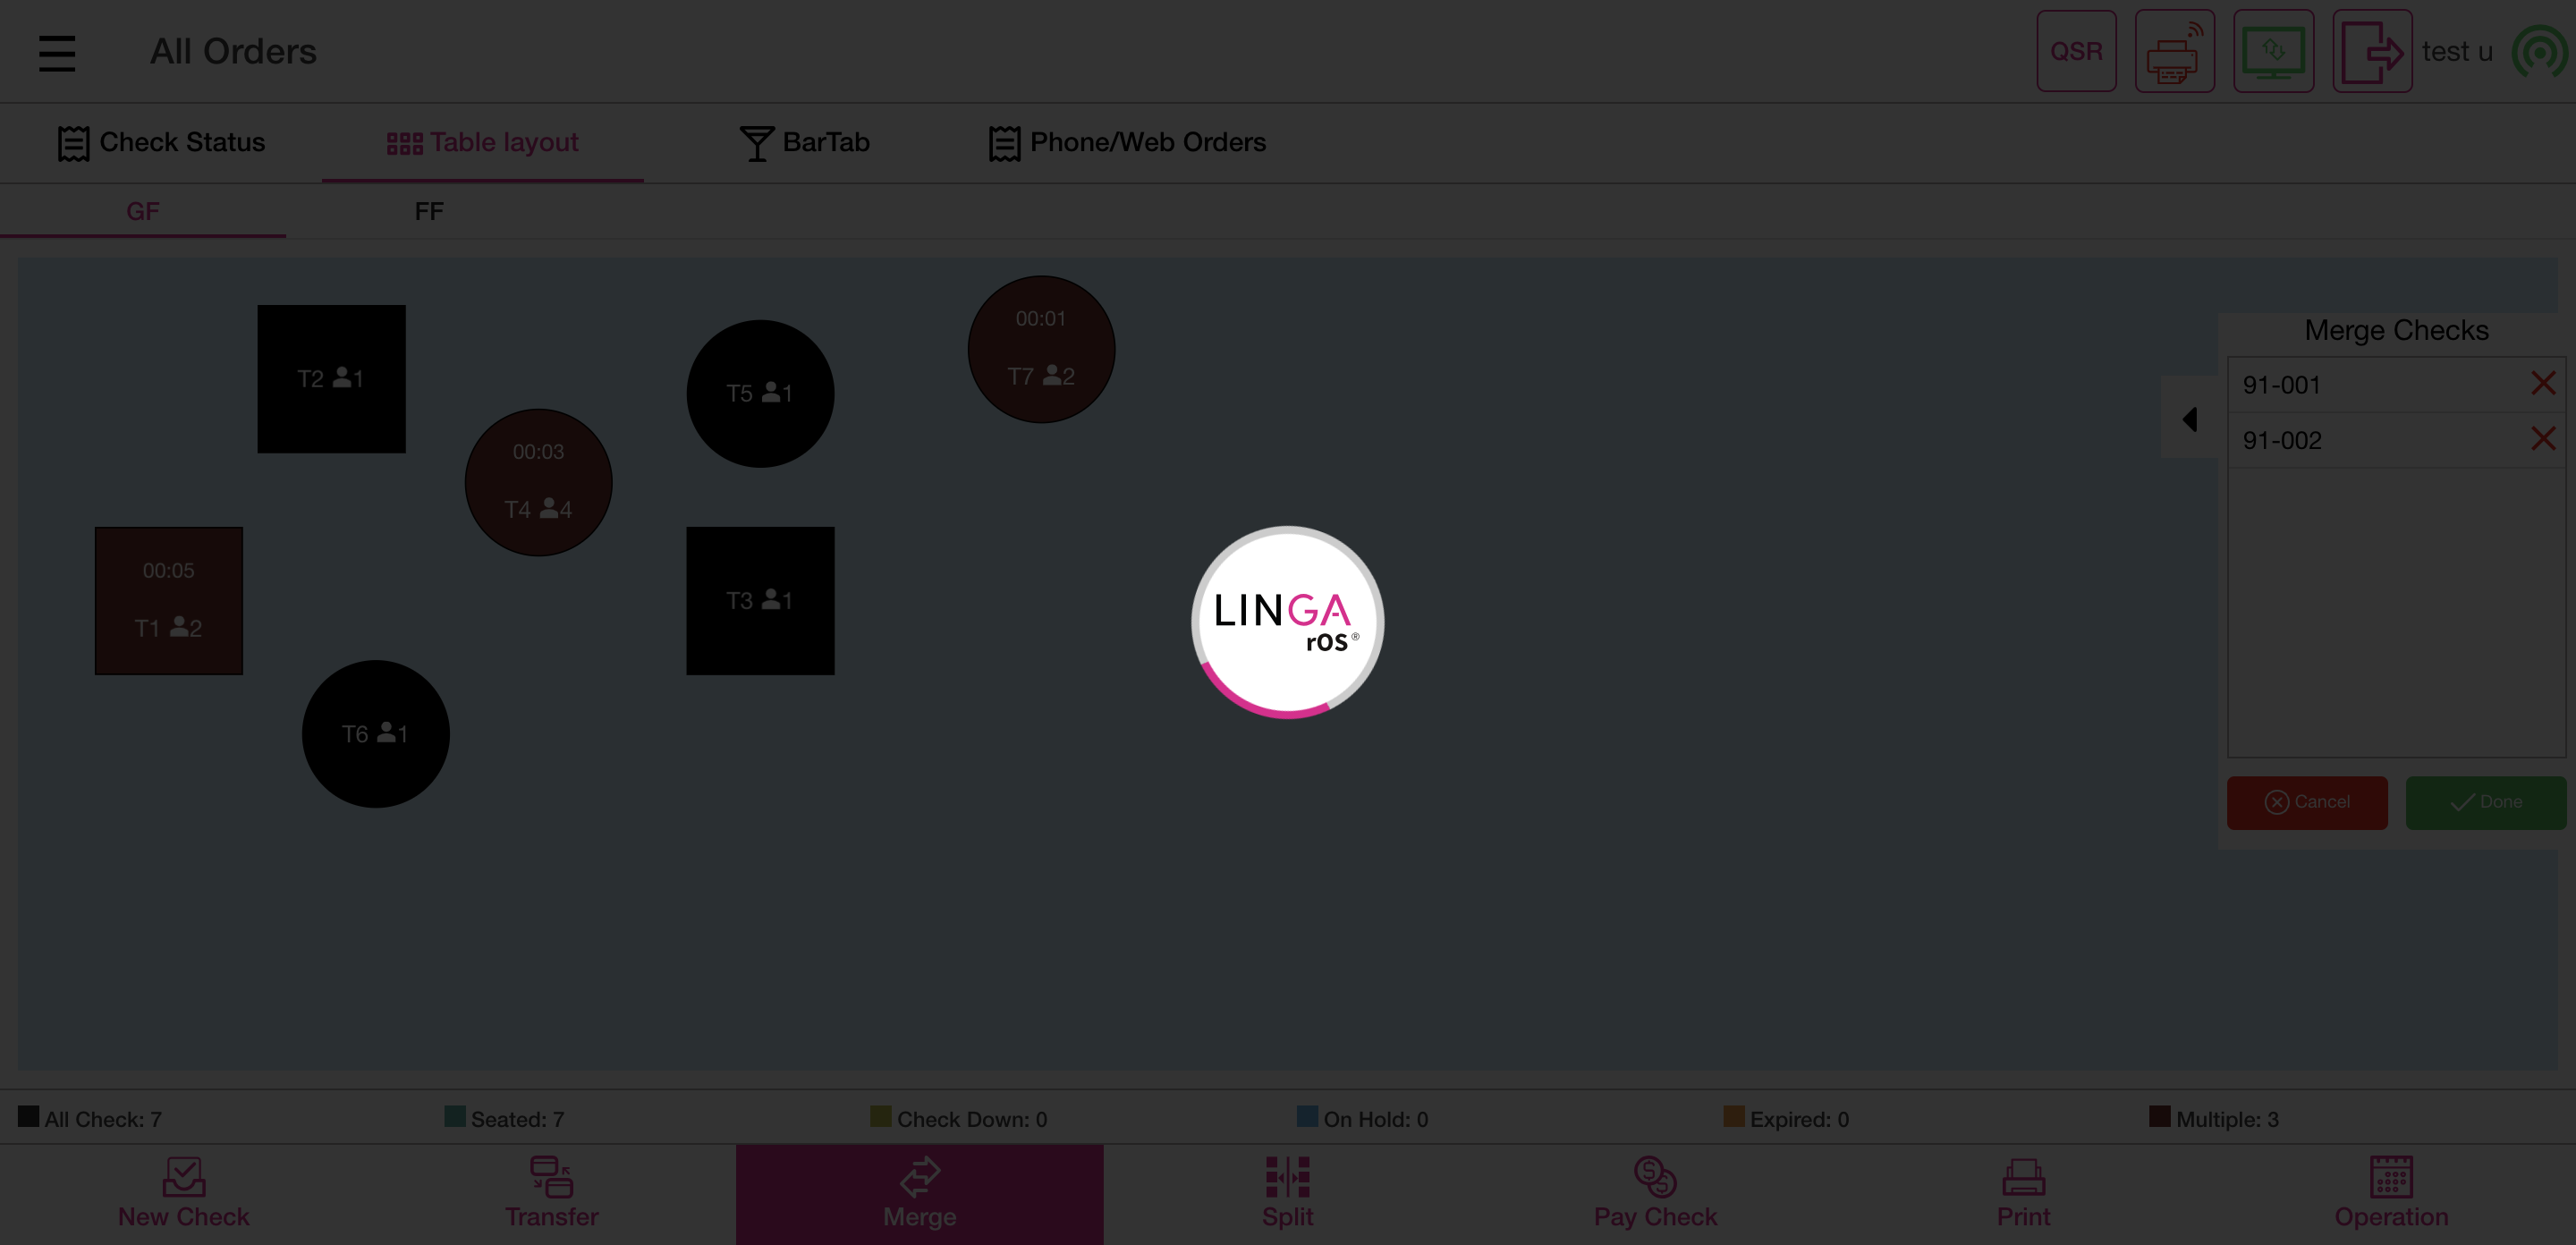 All Orders
QSR
test u
Check Status
Table layout
BarTab
Phone/Web Orders
GF
FF
00:01
T7 2
T2 1
T5 1
00:03
T4 4
00:05
T1 2
T3 1
T6 1
LINGA
rOS®
Merge Checks
91-001
91-002
Cancel
Done
All Check: 7
Seated: 7
Check Down: 0
On Hold: 0
Expired: 0
Multiple: 3
New Check
Transfer
Merge
Split
Pay Check
Print
Operation